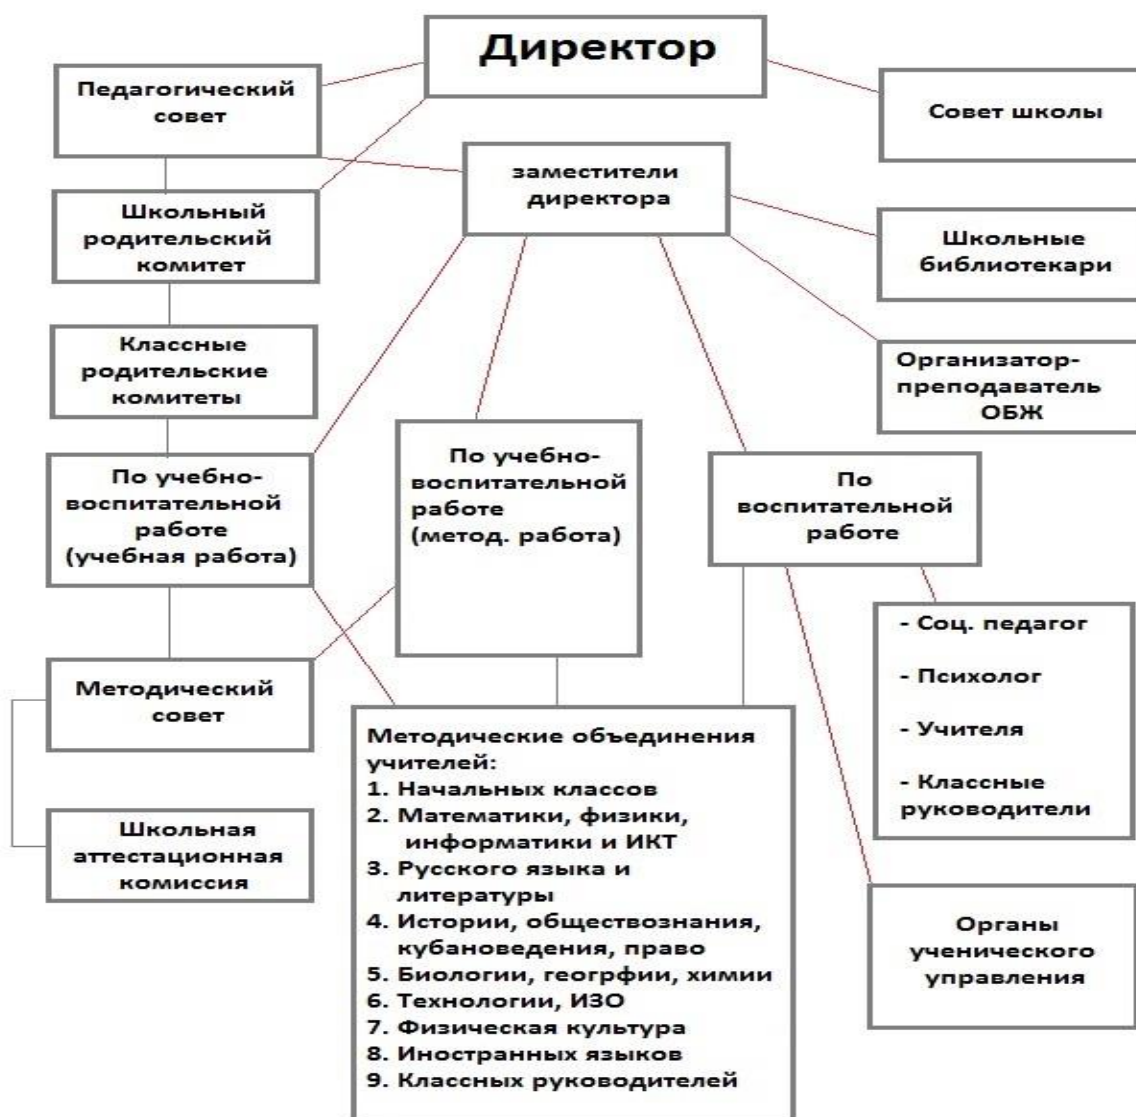 Директор
Педагогический
совет
Совет школы
заместители
директора
Школьный
родительский
комитет
Школьные
библиотекари
Классные
родительские
комитеты
Организатор-
преподаватель
ОБЖ
По учебно-
воспитательной
работе
(учебная работа)
По учебно-
воспитательной
работе
(метод. работа)
По
воспитательной
работе
- Соц. педагог
- Психолог
- Учителя
- Классные
руководители
Методический
совет
Методические объединения
учителей:
1. Начальных классов
2. Математики, физики,
информатики и ИКТ
3. Русского языка и
литературы
4. Истории, обществознания,
кубановедения, право
5. Биологии, геогрфии, химии
6. Технологии, ИЗО
7. Физическая культура
8. Иностранных языков
9. Классных руководителей
Школьная
аттестационная
комиссия
Органы
ученического
управления